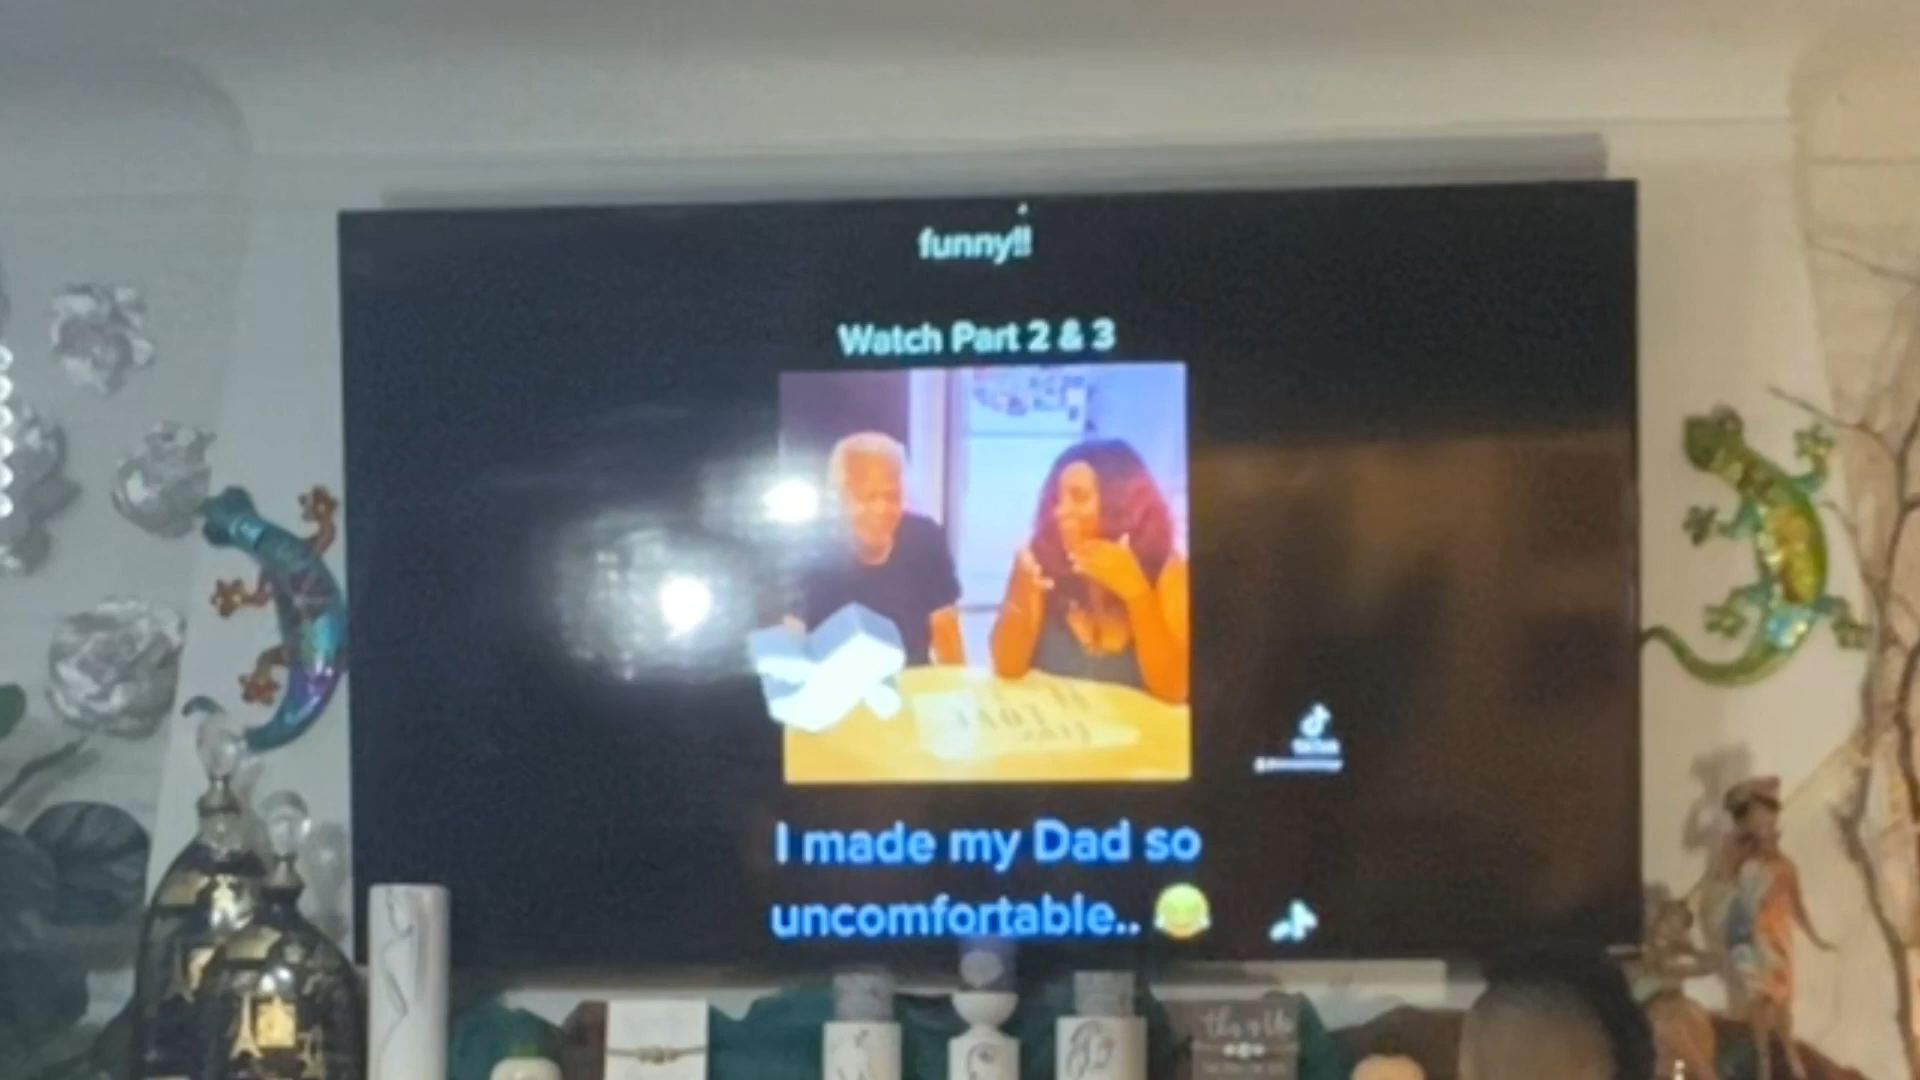 funny!!
Watch Part 2 & 3
I made my Dad so
uncomfortable.. 😂